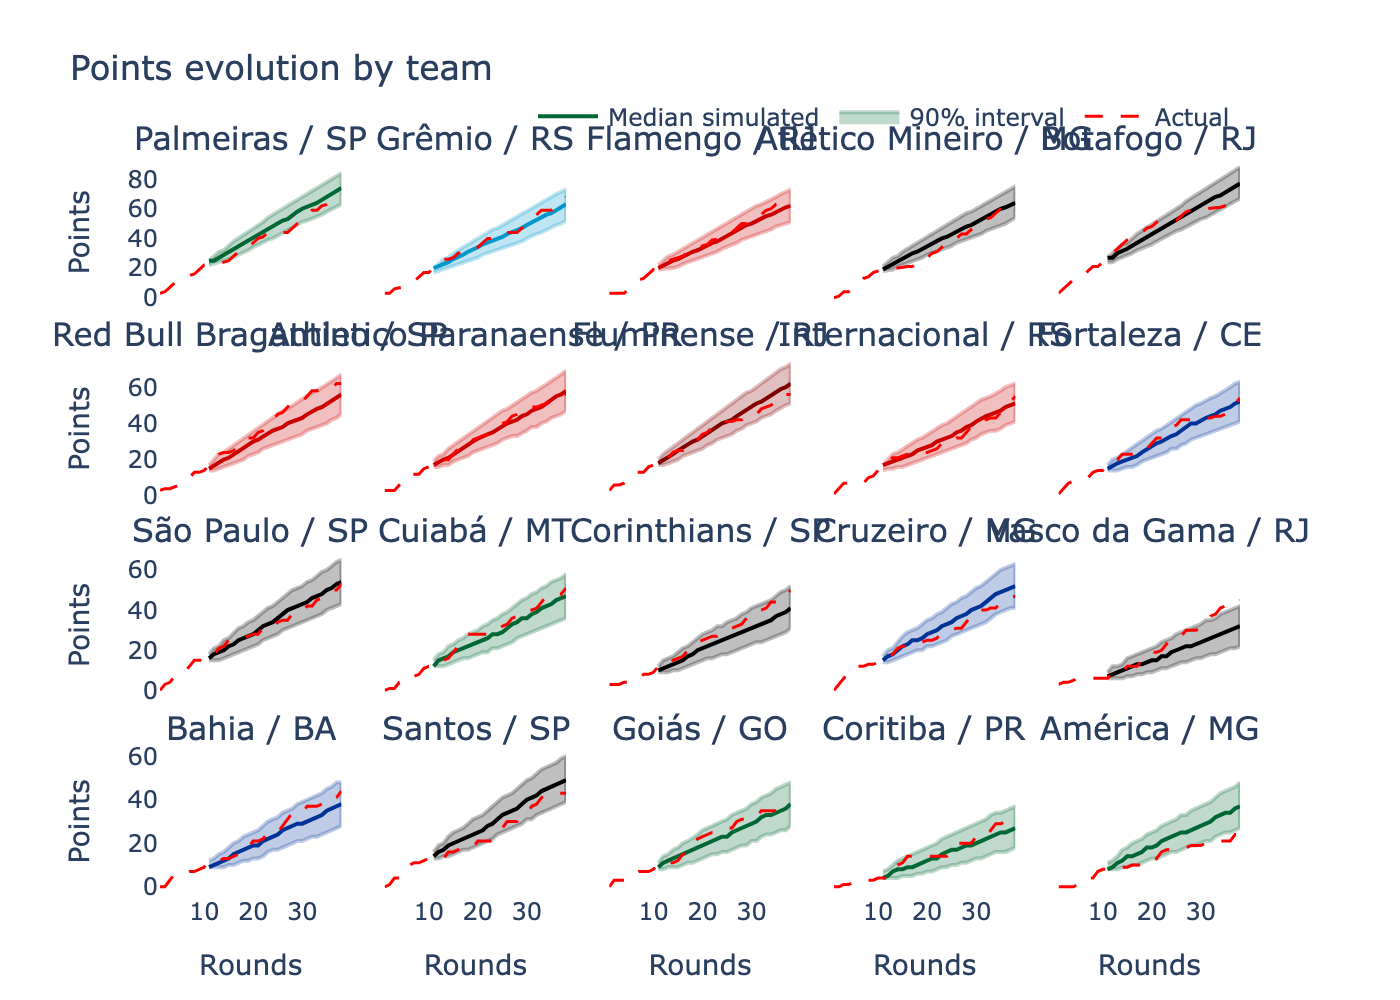 Points evolution by team
Median simulated 90% interval Actual
Palmeiras / SP Grêmio / RS Flamengo / RJ Atlético Mineiro / MG Botafogo / RJ
80
60
40
20
0
Points
Red Bull Bragantino / SP Athletico Paranaense / PR Fluminense / RJ Internacional / RS Fortaleza / CE
60
40
20
0
Points
São Paulo / SP Cuiabá / MT Corinthians / SP Cruzeiro / MG Vasco da Gama / RJ
60
40
20
0
Points
Bahia / BA Santos / SP Goiás / GO Coritiba / PR América / MG
60
40
20
0
Points
10 20 30 10 20 30 10 20 30 10 20 30 10 20 30
Rounds Rounds Rounds Rounds Rounds